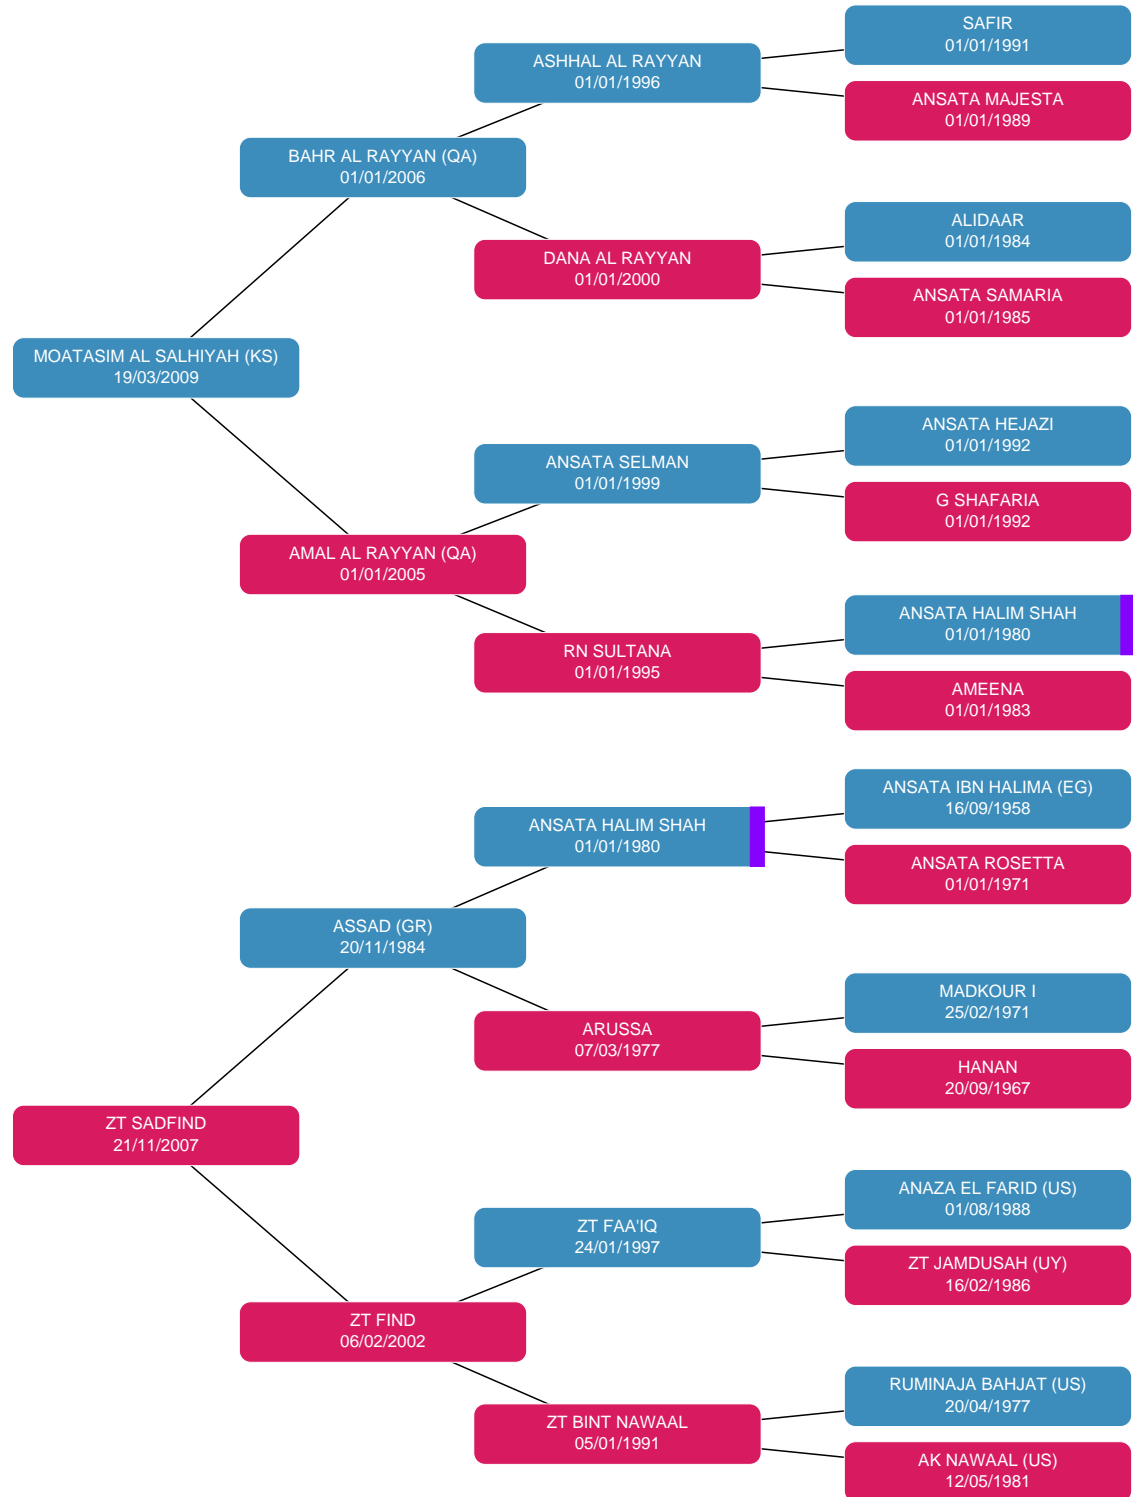 SAFIR
01/01/1991
ASHHAL AL RAYYAN
01/01/1996
ANSATA MAJESTA
01/01/1989
BAHR AL RAYYAN (QA)
01/01/2006
ALIDAAR
01/01/1984
DANA AL RAYYAN
01/01/2000
ANSATA SAMARIA
01/01/1985
MOATASIM AL SALHIYAH (KS)
19/03/2009
ANSATA HEJAZI
01/01/1992
ANSATA SELMAN
01/01/1999
G SHAFARIA
01/01/1992
AMAL AL RAYYAN (QA)
01/01/2005
ANSATA HALIM SHAH
01/01/1980
RN SULTANA
01/01/1995
AMEENA
01/01/1983
ANSATA IBN HALIMA (EG)
16/09/1958
ANSATA HALIM SHAH
01/01/1980
ANSATA ROSETTA
01/01/1971
ASSAD (GR)
20/11/1984
MADKOUR I
25/02/1971
ARUSSA
07/03/1977
HANAN
20/09/1967
ZT SADFIND
21/11/2007
ANAZA EL FARID (US)
01/08/1988
ZT FAA'IQ
24/01/1997
ZT JAMDUSAH (UY)
16/02/1986
ZT FIND
06/02/2002
RUMINAJA BAHJAT (US)
20/04/1977
ZT BINT NAWAAL
05/01/1991
AK NAWAAL (US)
12/05/1981